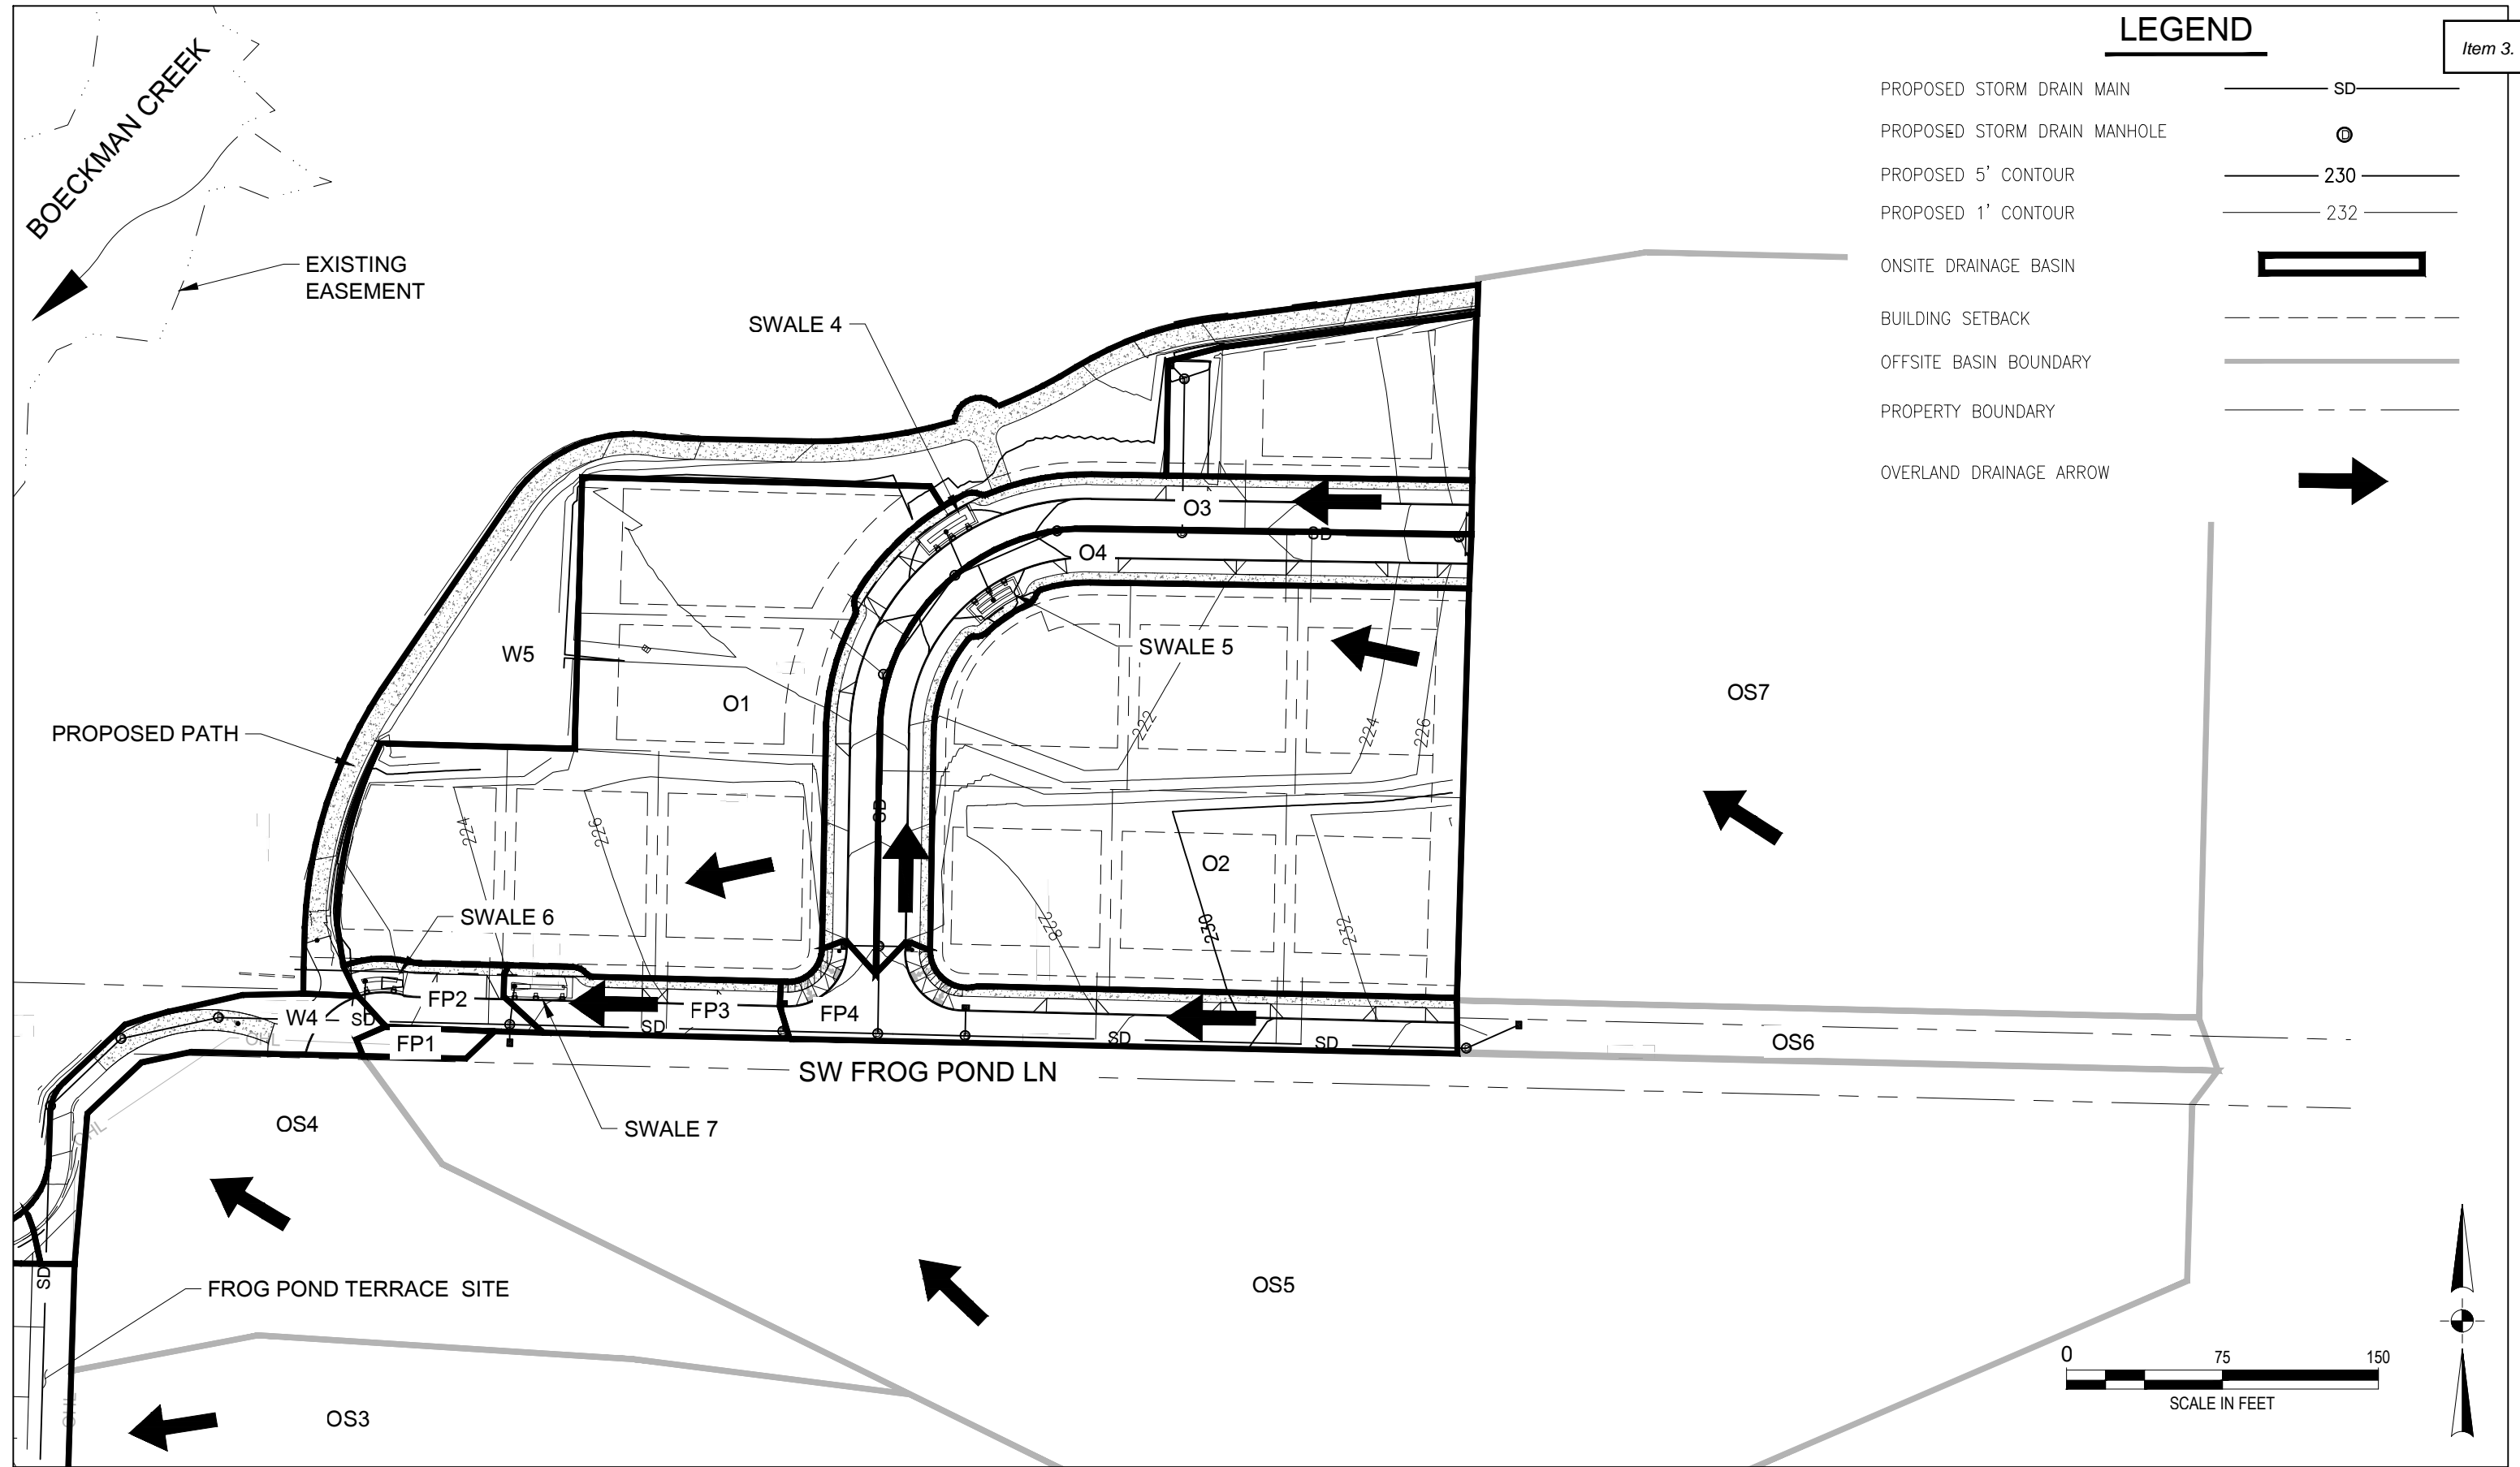 LEGEND
Item 3.
PROPOSED STORM DRAIN MAIN
SD
PROPOSED STORM DRAIN MANHOLE
D
PROPOSED 5' CONTOUR
230
PROPOSED 1' CONTOUR
232
ONSITE DRAINAGE BASIN
BUILDING SETBACK
OFFSITE BASIN BOUNDARY
PROPERTY BOUNDARY
OVERLAND DRAINAGE ARROW
BOECKMAN CREEK
EXISTING
EASEMENT
SWALE 4
O3
SD
O4
SWALE 5
W5
O1
OS7
PROPOSED PATH
222
224
226
SD
224
226
O2
228
230
232
SWALE 6
FP2
FP3
FP4
W4
SD
SD
SD
SD
FP1
OHL
OS6
SW FROG POND LN
OS4
OHL
SWALE 7
SD
FROG POND TERRACE SITE
OS5
OHL
OS3
0
75
150
SCALE IN FEET